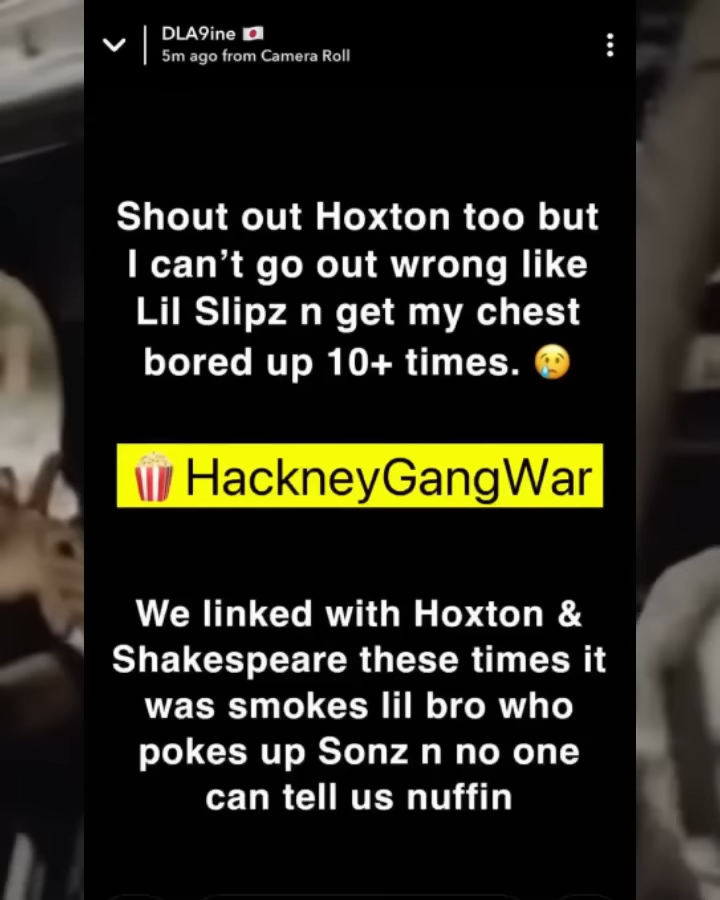 DLA9ine 🇯🇵
5m ago from Camera Roll
Shout out Hoxton too but
I can't go out wrong like
Lil Slipz n get my chest
bored up 10+ times. 😢
🍿HackneyGangWar
We linked with Hoxton &
Shakespeare these times it
was smokes lil bro who
pokes up Sonz n no one
can tell us nuffin